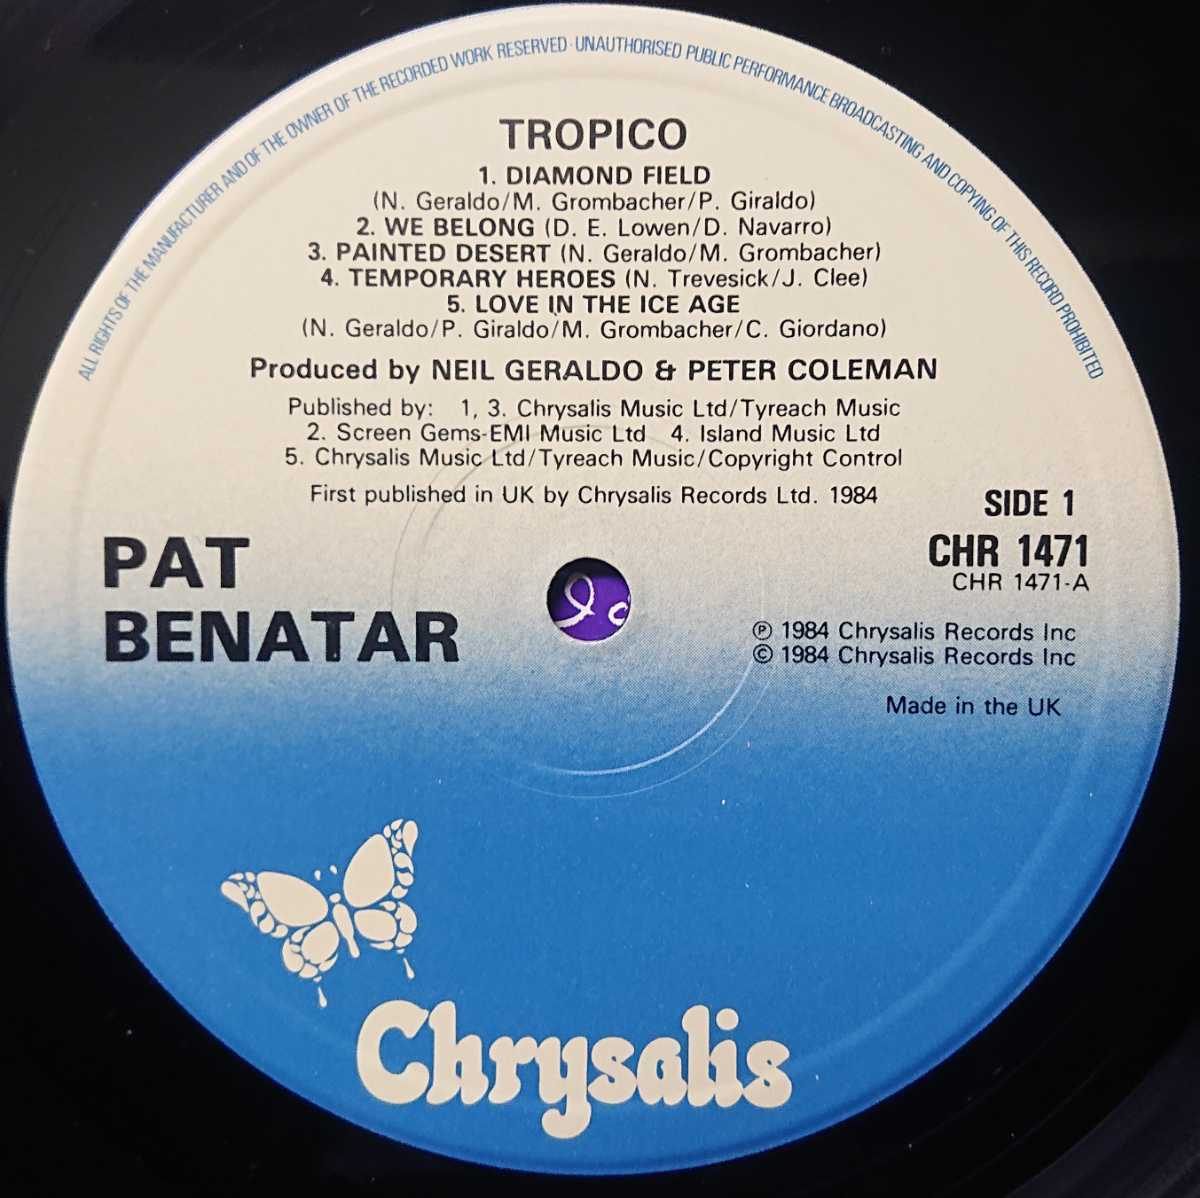 ALL RIGHTS OF THE MANUFACTURER AND OF THE OWNER OF THE RECORDED WORK RESERVED · UNAUTHORISED PUBLIC PERFORMANCE BROADCASTING AND COPYING OF THIS RECORD PROHIBITED
TROPICO
1. DIAMOND FIELD
(N. Geraldo/M. Grombacher/P. Giraldo)
2. WE BELONG (D. E. Lowen/D. Navarro)
3. PAINTED DESERT (N. Geraldo/M. Grombacher)
4. TEMPORARY HEROES (N. Trevesick/J. Clee)
5. LOVE IN THE ICE AGE
(N. Geraldo/P. Giraldo/M. Grombacher/C. Giordano)
Produced by NEIL GERALDO & PETER COLEMAN
Published by: 1, 3. Chrysalis Music Ltd/Tyreach Music
2. Screen Gems-EMI Music Ltd 4. Island Music Ltd
5. Chrysalis Music Ltd/Tyreach Music/Copyright Control
First published in UK by Chrysalis Records Ltd. 1984
SIDE 1
CHR 1471
CHR 1471-A
PAT
BENATAR
℗ 1984 Chrysalis Records Inc
© 1984 Chrysalis Records Inc
Made in the UK
Chrysalis